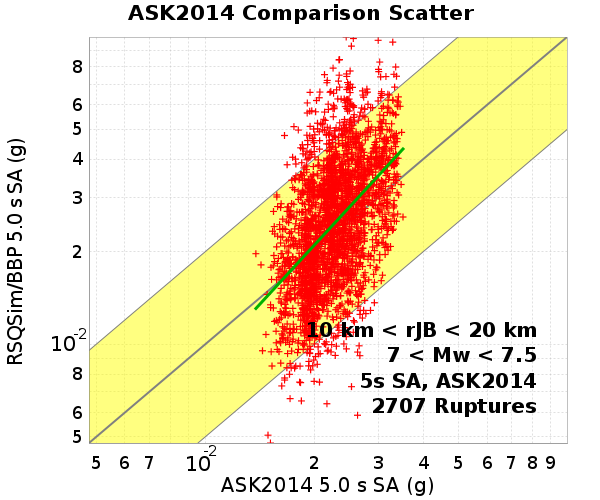 ASK2014 Comparison Scatter
RSQSim/BBP 5.0 s SA (g)
8
6
5
4
3
2
10-2
8
6
5
10 km < rJB < 20 km
7 < Mw < 7.5
5s SA, ASK2014
2707 Ruptures
5 6 7 10-2 2 3 4 5 6 7 8 9
ASK2014 5.0 s SA (g)